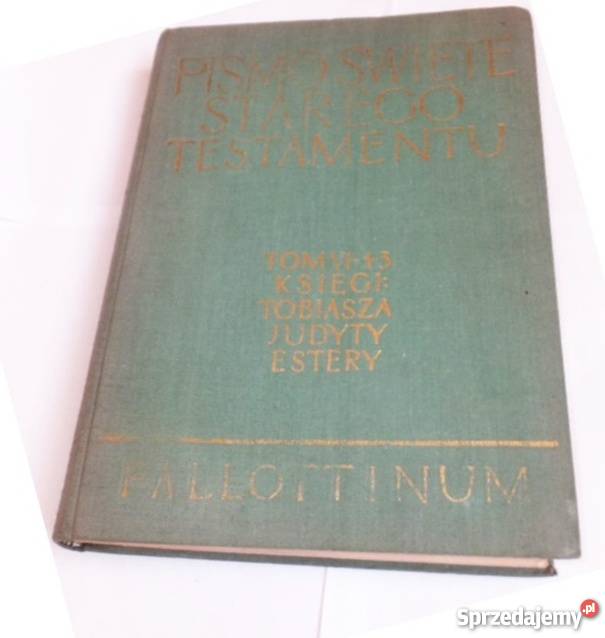 PISMO ŚWIĘTE
STAREGO
TESTAMENTU
TOM VI 1-3
KSIĘGI:
TOBIASZA
JUDYTY
ESTERY
PALLOTTINUM
Sprzedajemy.pl